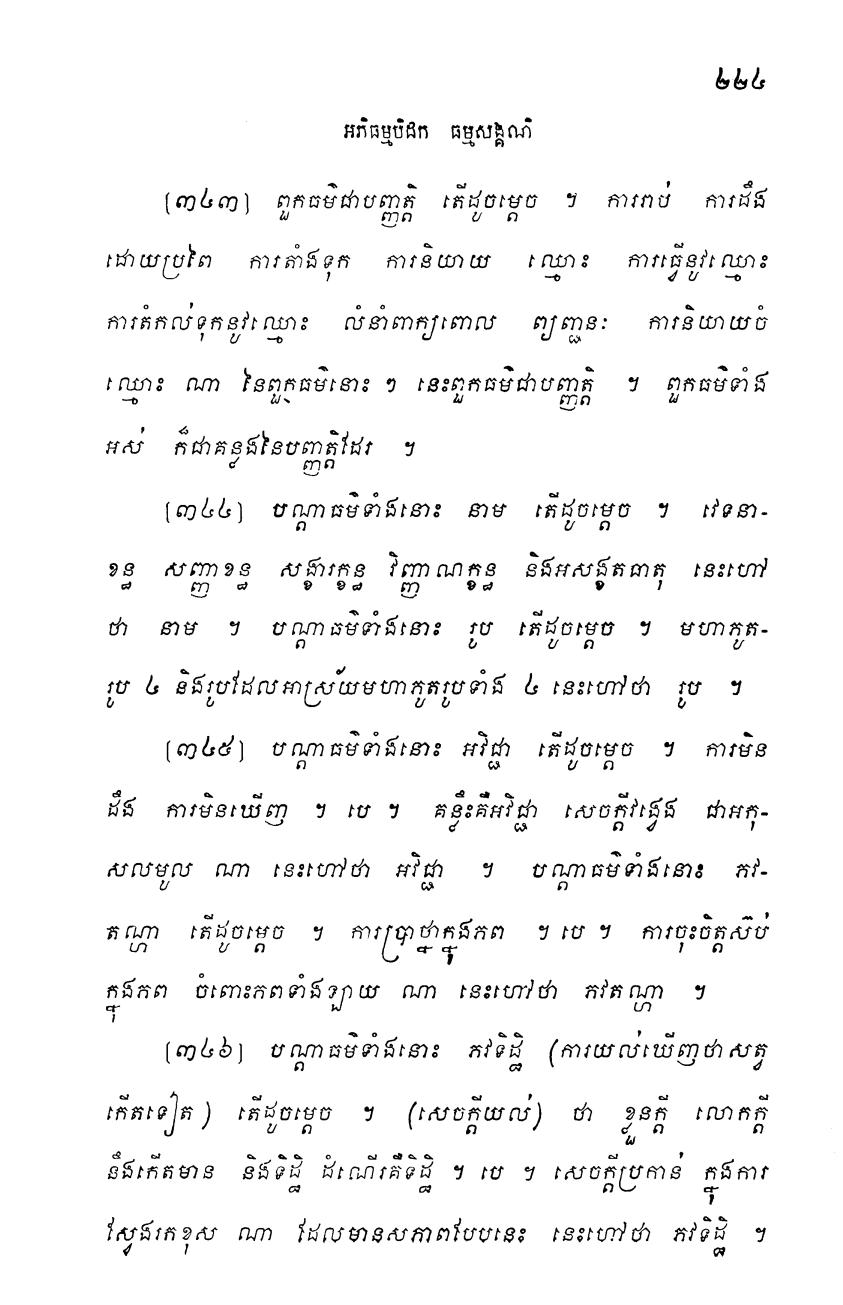 ២២៤
អភិធម្មបិដក ធម្មសង្គណិ
(៣៤៣) ពួកធម៌ជាបញ្ញត្តិ តើដូចម្តេច ។ ការរាប់ ការដឹង
ដោយប្រពៃ ការតាំងទុក ការនិយាយ ឈ្មោះ ការធ្វើនូវឈ្មោះ
ការតំកល់ទុកនូវឈ្មោះ លំនាំពាក្យពោល ព្យញ្ជនៈ ការនិយាយចំ
ឈ្មោះ ណា នៃពួកធម៌នោះ ៗ នេះពួកធម៌ជាបញ្ញត្តិ ។ ពួកធម៌ទាំង
អស់ ក៏ជាគន្លងនៃបញ្ញត្តិដែរ ។
(៣៤៤) បណ្តាធម៌ទាំងនោះ នាម តើដូចម្តេច ។ វេទនា-
ខន្ធ សញ្ញាខន្ធ សង្ខារក្ខន្ធ វិញ្ញាណក្ខន្ធ និងអសង្ខតធាតុ នេះហៅ
ថា នាម ។ បណ្តាធម៌ទាំងនោះ រូប តើដូចម្តេច ។ មហាភូត-
រូប ៤ និងរូបដែលអាស្រ័យមហាភូតរូបទាំង ៤ នេះហៅថា រូប ។
(៣៤៥) បណ្តាធម៌ទាំងនោះ អវិជ្ជា តើដូចម្តេច ។ ការមិន
ដឹង ការមិនឃើញ ។ បេ ។ គន្លឹះគឺអវិជ្ជា សេចក្តីវង្វេង ជាអកុ-
សលមូល ណា នេះហៅថា អវិជ្ជា ។ បណ្តាធម៌ទាំងនោះ ភវ-
តណ្ហា តើដូចម្តេច ។ ការប្រាថ្នាក្នុងភព ។ បេ ។ ការចុះចិត្តស៊ប់
ក្នុងភព ចំពោះភពទាំងឡាយ ណា នេះហៅថា ភវតណ្ហា ។
(៣៤៦) បណ្តាធម៌ទាំងនោះ ភវទិដ្ឋិ (ការយល់ឃើញថាសត្វ
កើតទៀត) តើដូចម្តេច ។ (សេចក្តីយល់) ថា ខ្លួនក្តី លោកក្តី
នឹងកើតមាន និងទិដ្ឋិ ដំណើរគឺទិដ្ឋិ ។ បេ ។ សេចក្តីប្រកាន់ ក្នុងការ
ស្វែងរកខុស ណា ដែលមានសភាពបែបនេះ នេះហៅថា ភវទិដ្ឋិ ។